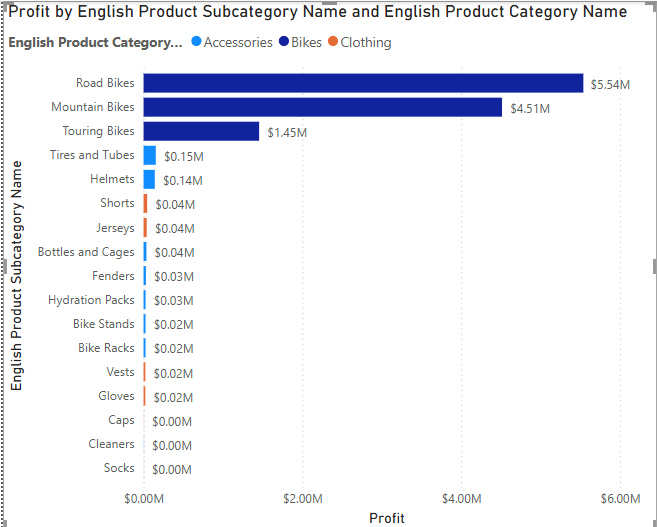 Profit by English Product Subcategory Name and English Product Category Name
English Product Category... Accessories Bikes Clothing
English Product Subcategory Name
Road Bikes $5.54M
Mountain Bikes $4.51M
Touring Bikes $1.45M
Tires and Tubes $0.15M
Helmets $0.14M
Shorts $0.04M
Jerseys $0.04M
Bottles and Cages $0.04M
Fenders $0.03M
Hydration Packs $0.03M
Bike Stands $0.02M
Bike Racks $0.02M
Vests $0.02M
Gloves $0.02M
Caps $0.00M
Cleaners $0.00M
Socks $0.00M
$0.00M $2.00M $4.00M $6.00M
Profit